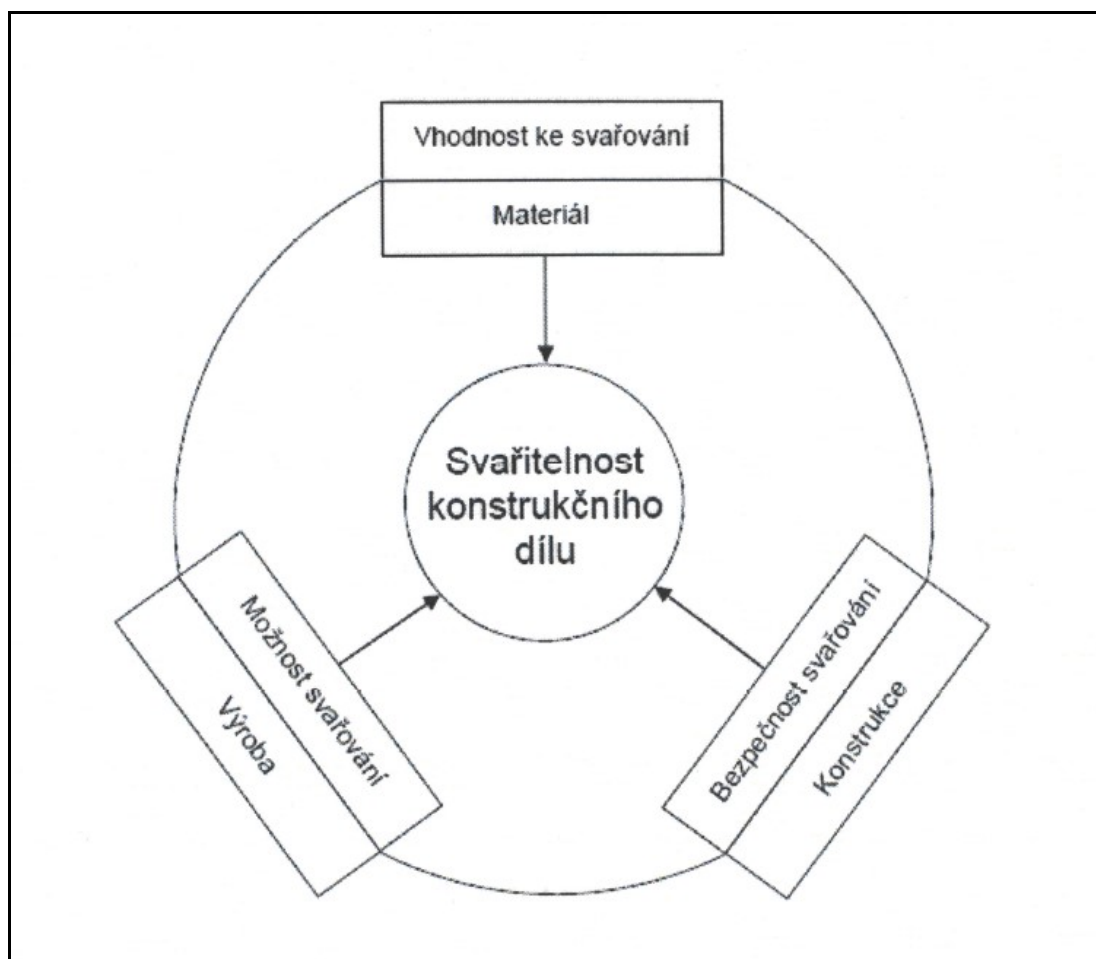 Vhodnost ke svařování
Materiál
Svařitelnost
konstrukčního
dílu
Možnost svařování
Výroba
Bezpečnost svařování
Konstrukce